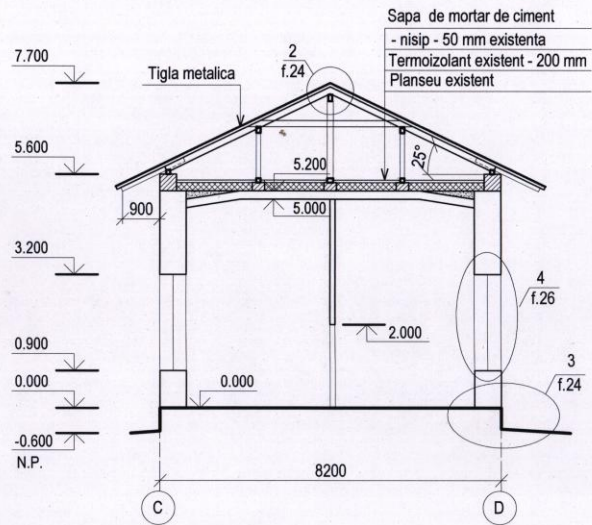 Sapa de mortar de ciment
- nisip - 50 mm existenta
Termoizolant existent - 200 mm
Planseu existent
2
f.24
Tigla metalica
7.700
5.600
25°
5.200
5.000
900
3.200
4
f.26
2.000
0.900
3
f.24
0.000
0.000
-0.600
N.P.
8200
C
D